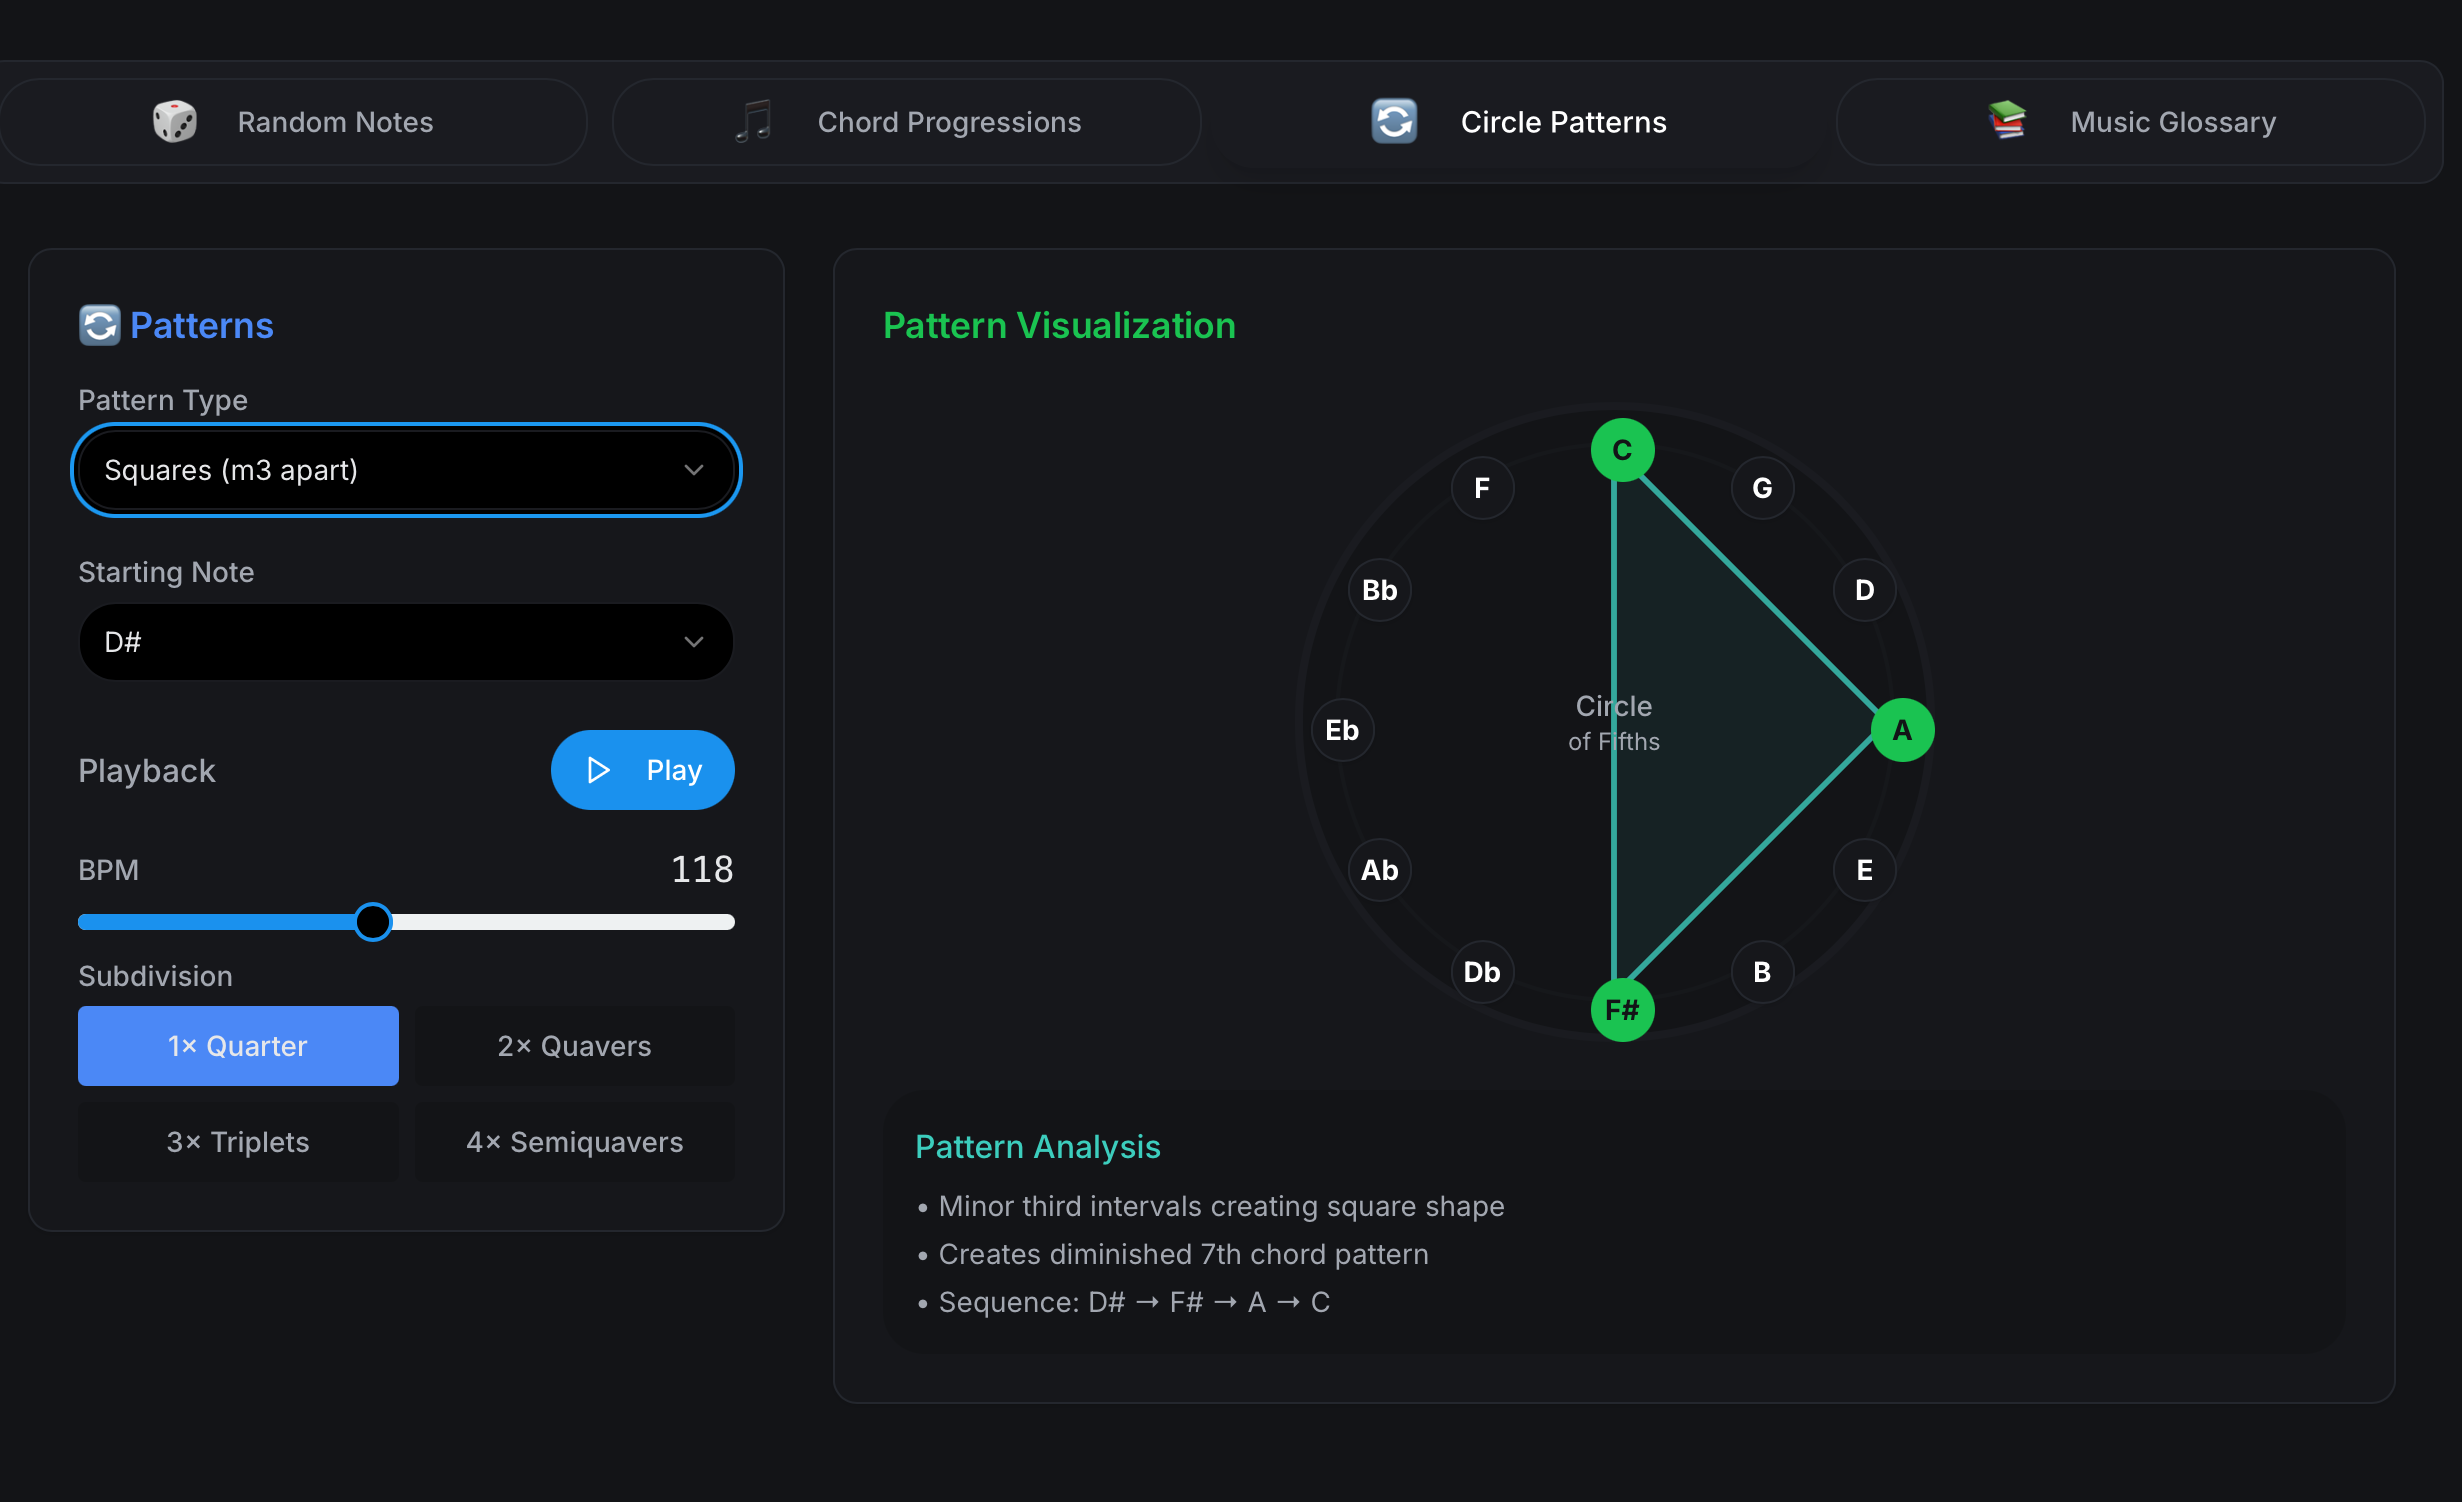 Random Notes
Chord Progressions
Circle Patterns
Music Glossary
Patterns
Pattern Type
Squares (m3 apart)
Starting Note
D#
Playback
Play
BPM
118
Subdivision
1× Quarter
2× Quavers
3× Triplets
4× Semiquavers
Pattern Visualization
C
F
G
Bb
D
Eb
Circle
of Fifths
A
Ab
E
Db
B
F#
Pattern Analysis
• Minor third intervals creating square shape
• Creates diminished 7th chord pattern
• Sequence: D# → F# → A → C